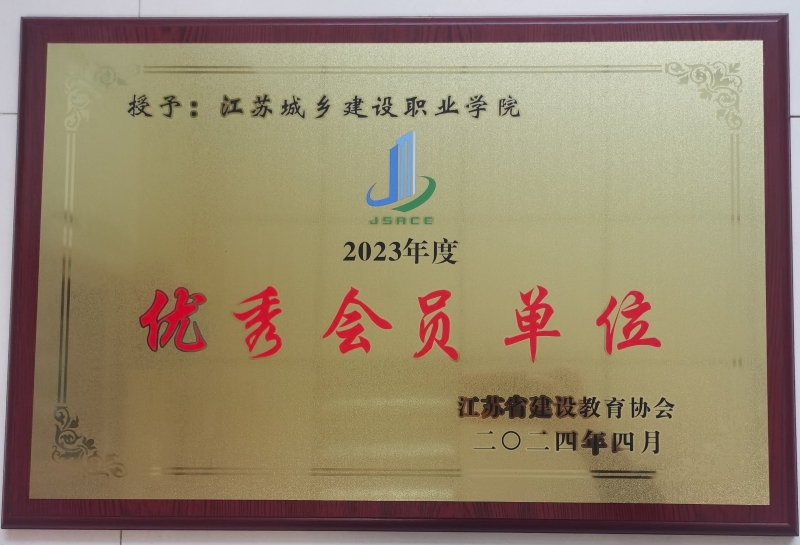 授予：江苏城乡建设职业学院
JSACE
2023年度
优秀会员单位
江苏省建设教育协会
二〇二四年四月